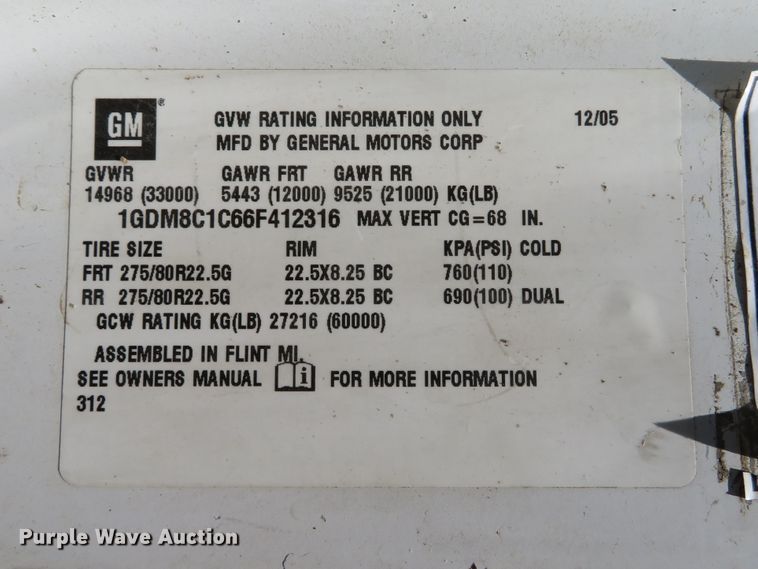 GM ®
GVW RATING INFORMATION ONLY 12/05
MFD BY GENERAL MOTORS CORP
GVWR GAWR FRT GAWR RR
14968 (33000) 5443 (12000) 9525 (21000) KG(LB)
1GDM8C1C66F412316 MAX VERT CG=68 IN.
TIRE SIZE RIM KPA(PSI) COLD
FRT 275/80R22.5G 22.5X8.25 BC 760(110)
RR 275/80R22.5G 22.5X8.25 BC 690(100) DUAL
GCW RATING KG(LB) 27216 (60000)
ASSEMBLED IN FLINT MI.
SEE OWNERS MANUAL i FOR MORE INFORMATION
312
Purple Wave Auction